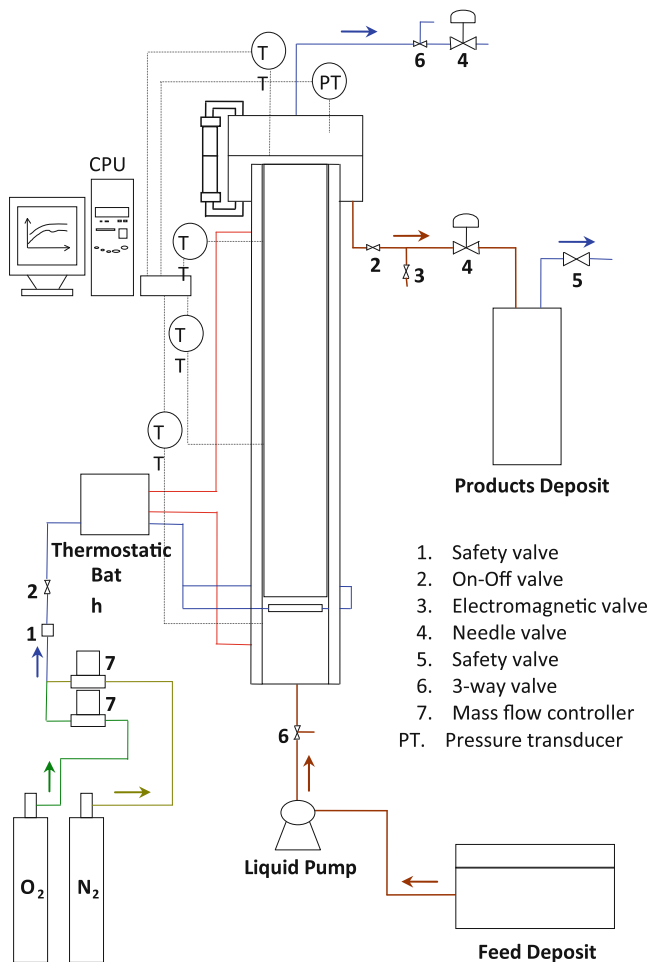 T
T
6
4
PT
CPU
T
T
2
3
4
5
T
T
T
T
Products Deposit
Thermostatic
Bat
h
2
1
7
7
1. Safety valve
2. On-Off valve
3. Electromagnetic valve
4. Needle valve
5. Safety valve
6. 3-way valve
7. Mass flow controller
PT. Pressure transducer
6
Liquid Pump
O₂
N₂
Feed Deposit